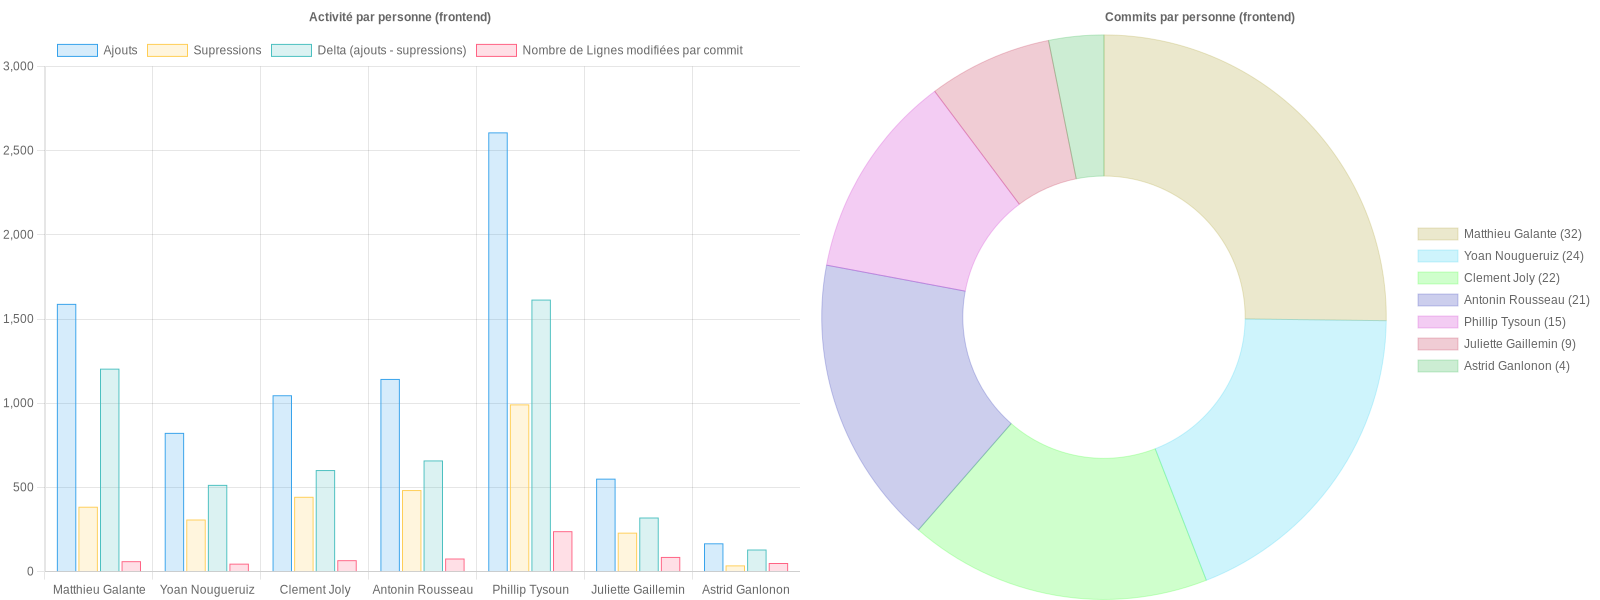 Activité par personne (frontend)
Ajouts
Supressions
Delta (ajouts - supressions)
Nombre de Lignes modifiées par commit
3,000
2,500
2,000
1,500
1,000
500
0
Matthieu Galante
Yoan Nougueruiz
Clement Joly
Antonin Rousseau
Phillip Tysoun
Juliette Gaillemin
Astrid Ganlonon
Commits par personne (frontend)
Matthieu Galante (32)
Yoan Nougueruiz (24)
Clement Joly (22)
Antonin Rousseau (21)
Phillip Tysoun (15)
Juliette Gaillemin (9)
Astrid Ganlonon (4)